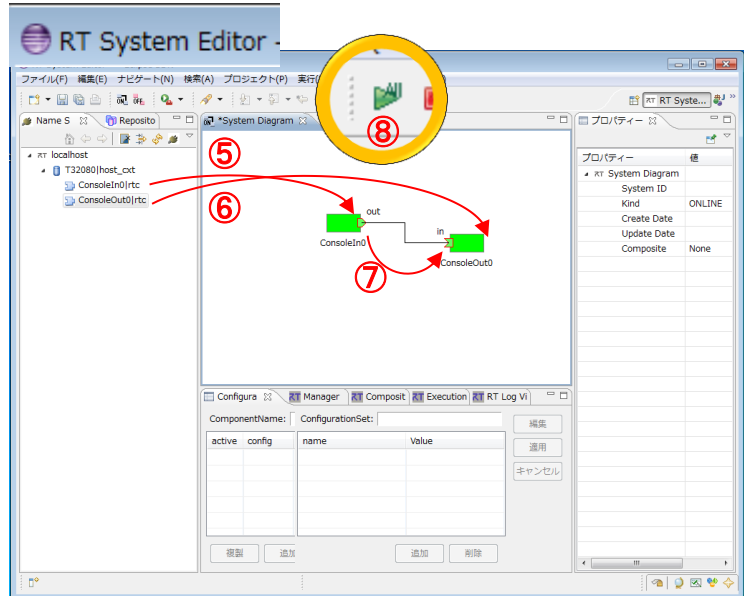 RT System Editor -
ファイル(F) 編集(E) ナビゲート(N) 検索(A) プロジェクト(P) 実行(
ALL
⑧
RT Syste...
Name S
Reposito
*System Diagram
プロパティー
⑤
⑥
⑦
localhost
T32080|host_cxt
ConsoleIn0|rtc
ConsoleOut0|rtc
out
ConsoleIn0
in
ConsoleOut0
プロパティー 値
RT System Diagram
System ID
Kind ONLINE
Create Date
Update Date
Composite None
Configura RT Manager RT Composit RT Execution RT RT Log Vi
ComponentName: ConfigurationSet:
編集
active config name Value
適用
キャンセル
複製 追加 追加 削除